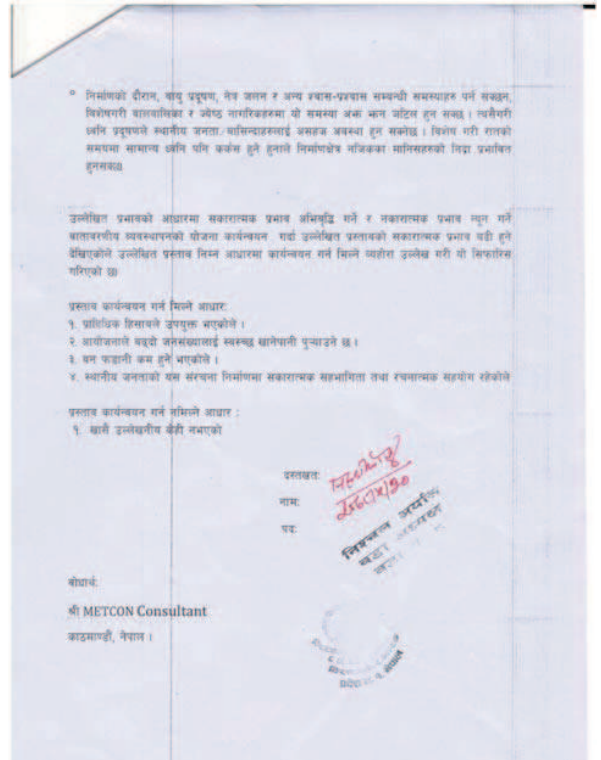 ° निर्माणको दौरान, वायु प्रदूषण, नेत्र जलन र अन्य श्वास-प्रश्वास सम्बन्धी समस्याहरु पर्न सक्छन्,
विशेषगरी बालबालिका र ज्येष्ठ नागरिकहरुमा यो समस्या अझ झन जटिल हुन सक्छ । त्यसैगरी
ध्वनि प्रदूषणले स्थानीय जनता/बासिन्दाहरुलाई असहज अवस्था हुन सक्नेछ । विशेष गरी रातको
समयमा सामान्य ध्वनि पनि कर्कस हुने हुनाले निर्माणक्षेत्र नजिकका मानिसहरुको निद्रा प्रभावित
हुनसक्छ
उल्लेखित प्रभावको आधारमा सकारात्मक प्रभाव अभिवृद्धि गर्ने र नकारात्मक प्रभाव न्यून गर्ने
वातावरणीय व्यवस्थापनको योजना कार्यन्वयन गर्दा उल्लेखित प्रस्तावको सकारात्मक प्रभाव बढी हुने
देखिएकोले उल्लेखित प्रस्ताव निम्न आधारमा कार्यन्वयन गर्न मिल्ने व्यहोरा उल्लेख गरी यो सिफारिस
गरिएको छ
प्रस्ताव कार्यन्वयन गर्न मिल्ने आधार:
१. प्राविधिक हिसावले उपयुक्त भएकोले ।
२. आयोजनाले बढ्दो जनसंख्यालाई स्वच्छ खानेपानी पुऱ्याउने छ ।
३. वन फडानी कम हुने भएकोले ।
४. स्थानीय जनताको यस संरचना निर्माणमा सकारात्मक सहभागिता तथा रचनात्मक सहयोग रहेकोले
प्रस्ताव कार्यन्वयन गर्न नमिल्ने आधार :
१. खासै उल्लेखनीय केही नभएको
दस्तखत:
नाम:
पद:
बोधार्थ:
श्री METCON Consultant
काठमाण्डौ, नेपाल ।